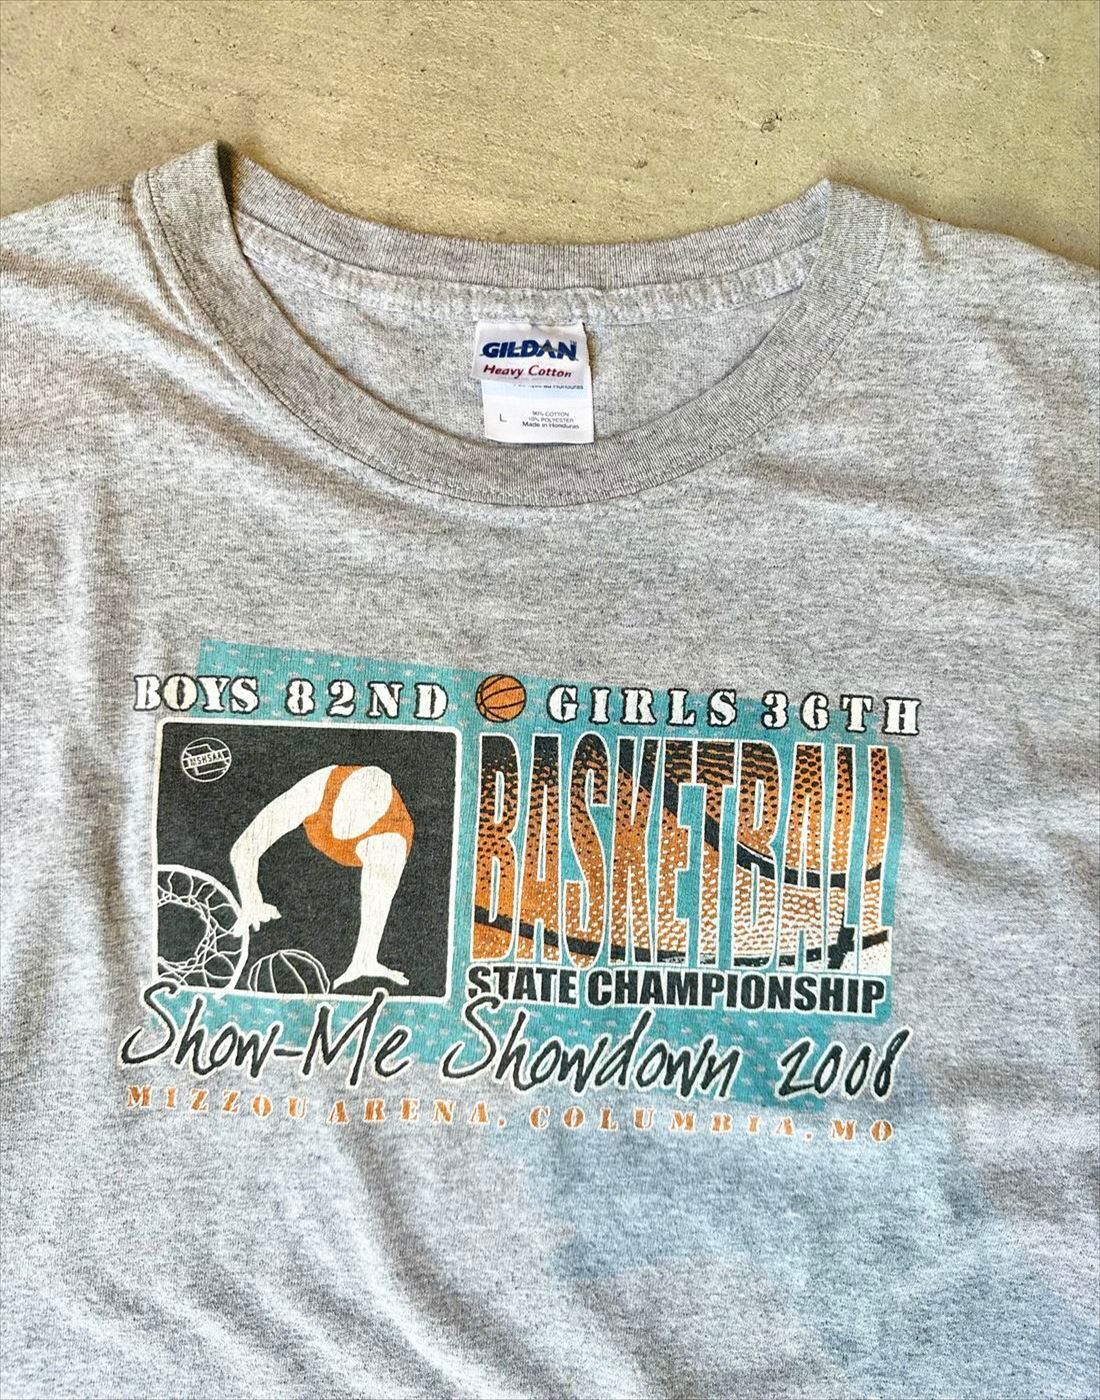 GILDAN
Heavy Cotton
L
90% COTTON
10% POLYESTER
Made in Honduras
BOYS 82ND GIRLS 36TH
MSHSAA
BASKETBALL
STATE CHAMPIONSHIP
Show-Me Showdown 2008
MIZZOU ARENA, COLUMBIA, MO